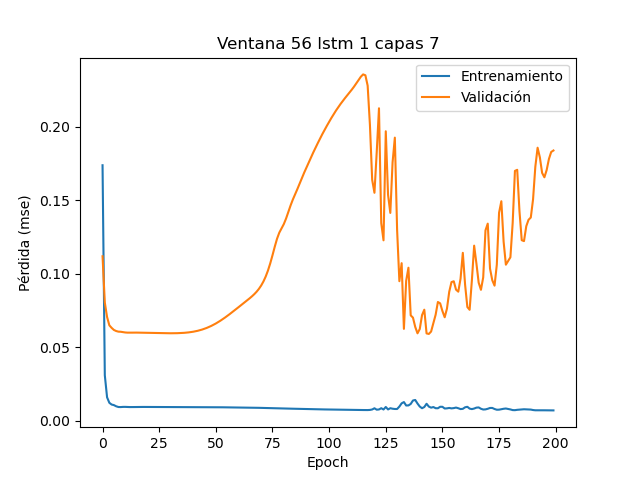 Ventana 56 lstm 1 capas 7
Entrenamiento
Validación
Pérdida (mse)
0.20
0.15
0.10
0.05
0.00
0 25 50 75 100 125 150 175 200
Epoch